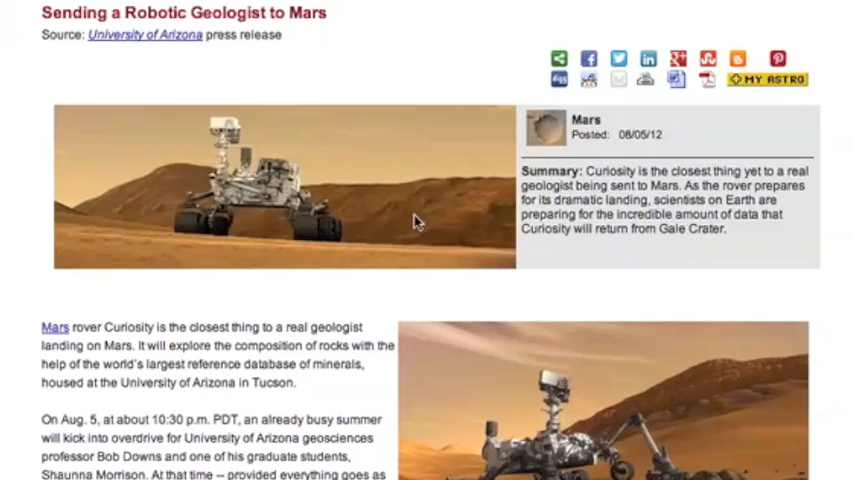 Sending a Robotic Geologist to Mars
Source: University of Arizona press release
MY ASTRO
Mars
Posted: 08/05/12
Summary: Curiosity is the closest thing yet to a real
geologist being sent to Mars. As the rover prepares
for its dramatic landing, scientists on Earth are
preparing for the incredible amount of data that
Curiosity will return from Gale Crater.
Mars rover Curiosity is the closest thing to a real geologist
landing on Mars. It will explore the composition of rocks with the
help of the world's largest reference database of minerals,
housed at the University of Arizona in Tucson.
On Aug. 5, at about 10:30 p.m. PDT, an already busy summer
will kick into overdrive for University of Arizona geosciences
professor Bob Downs and one of his graduate students,
Shaunna Morrison. At that time -- provided everything goes as